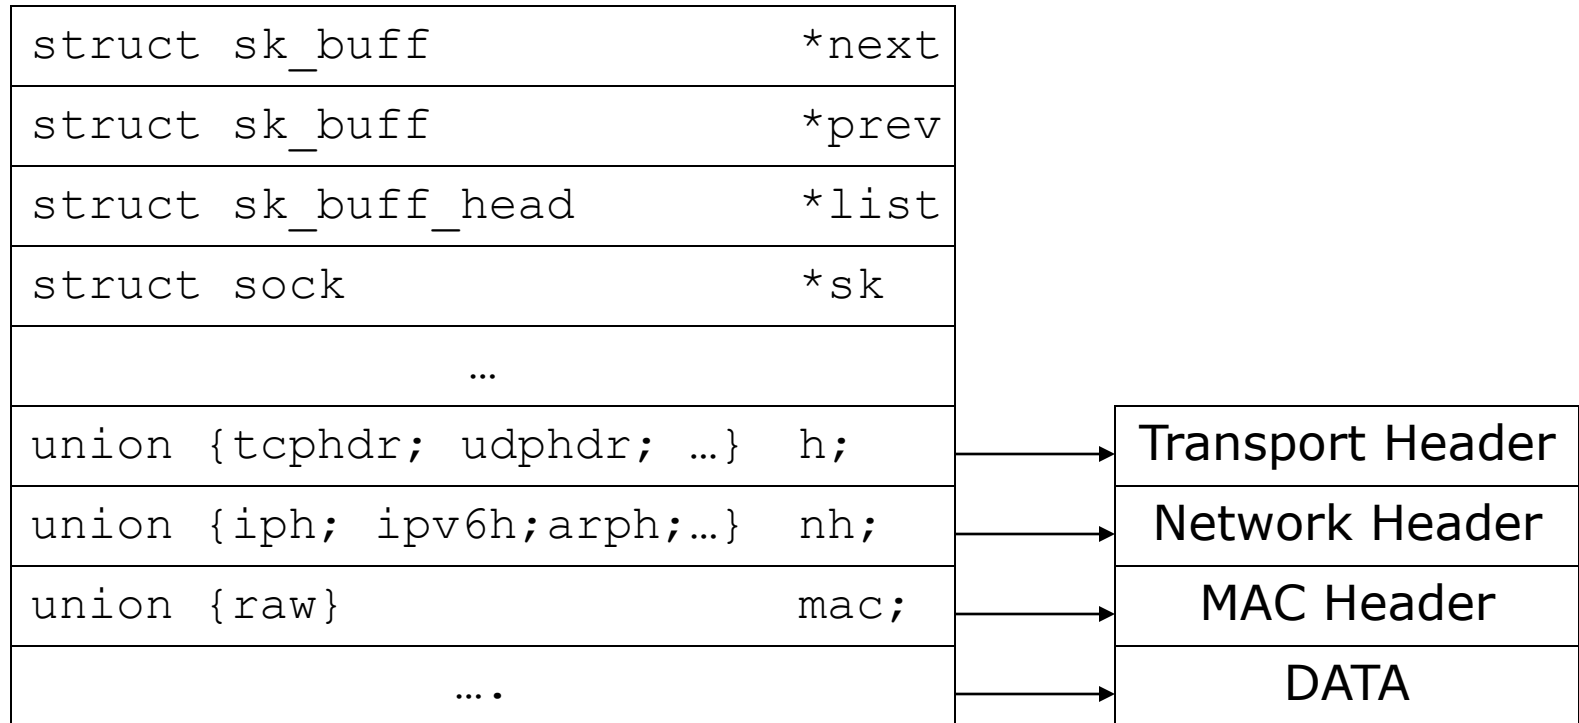 struct sk_buff *next
struct sk_buff *prev
struct sk_buff_head *list
struct sock *sk
…
union {tcphdr; udphdr; …} h;
Transport Header
union {iph; ipv6h;arph;…} nh;
Network Header
union {raw} mac;
MAC Header
….
DATA